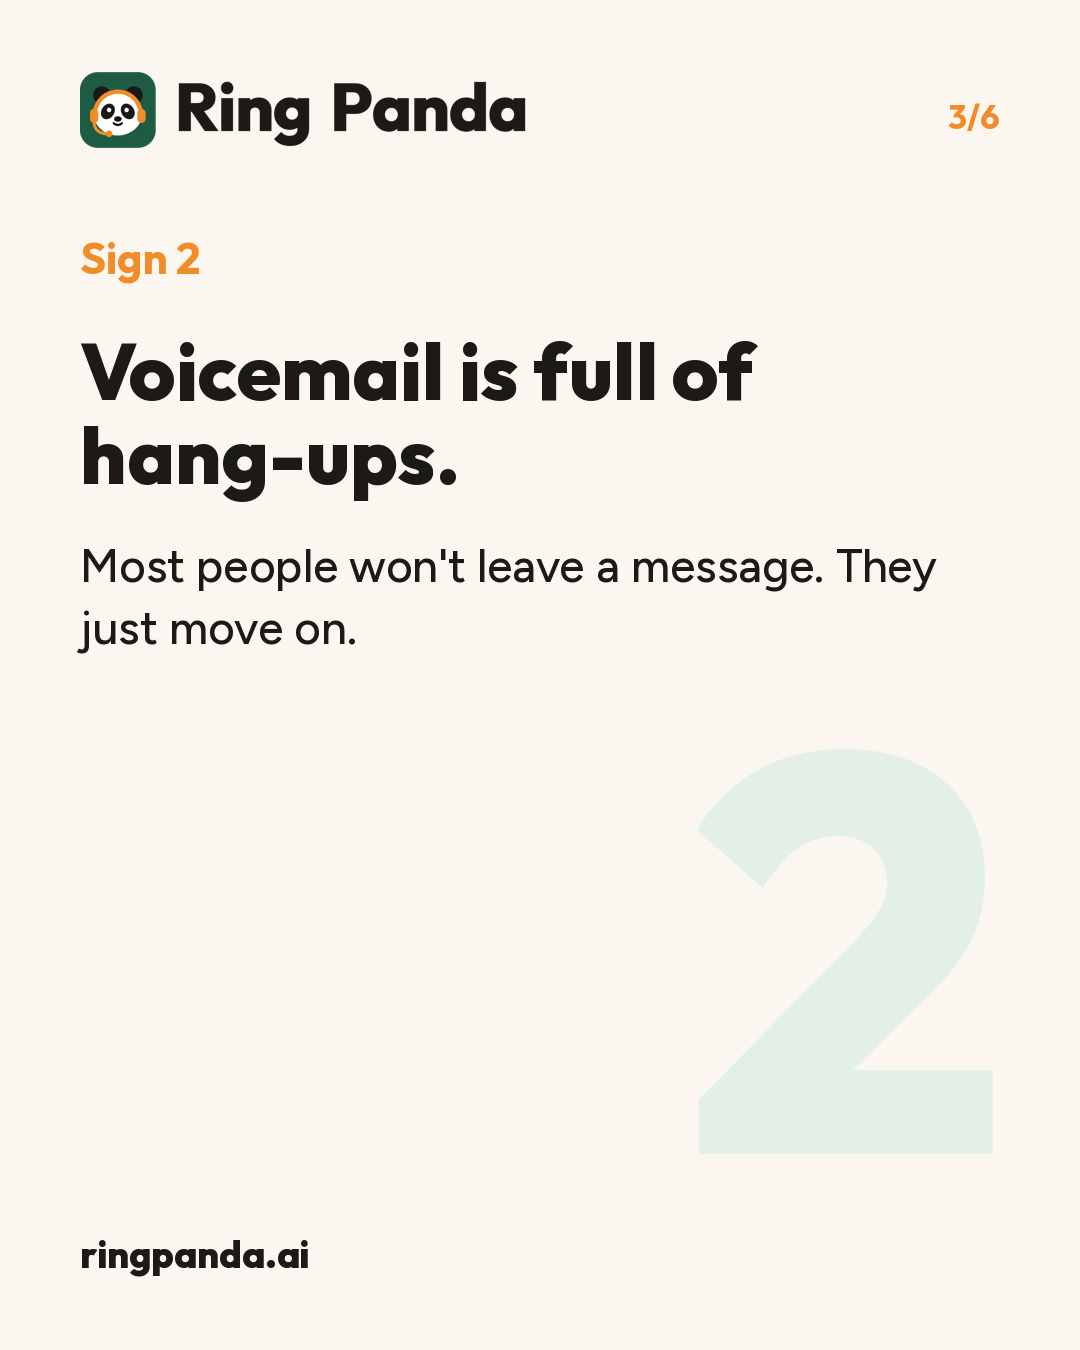 Ring Panda
3/6
Sign 2
Voicemail is full of
hang-ups.
Most people won't leave a message. They
just move on.
2
ringpanda.ai